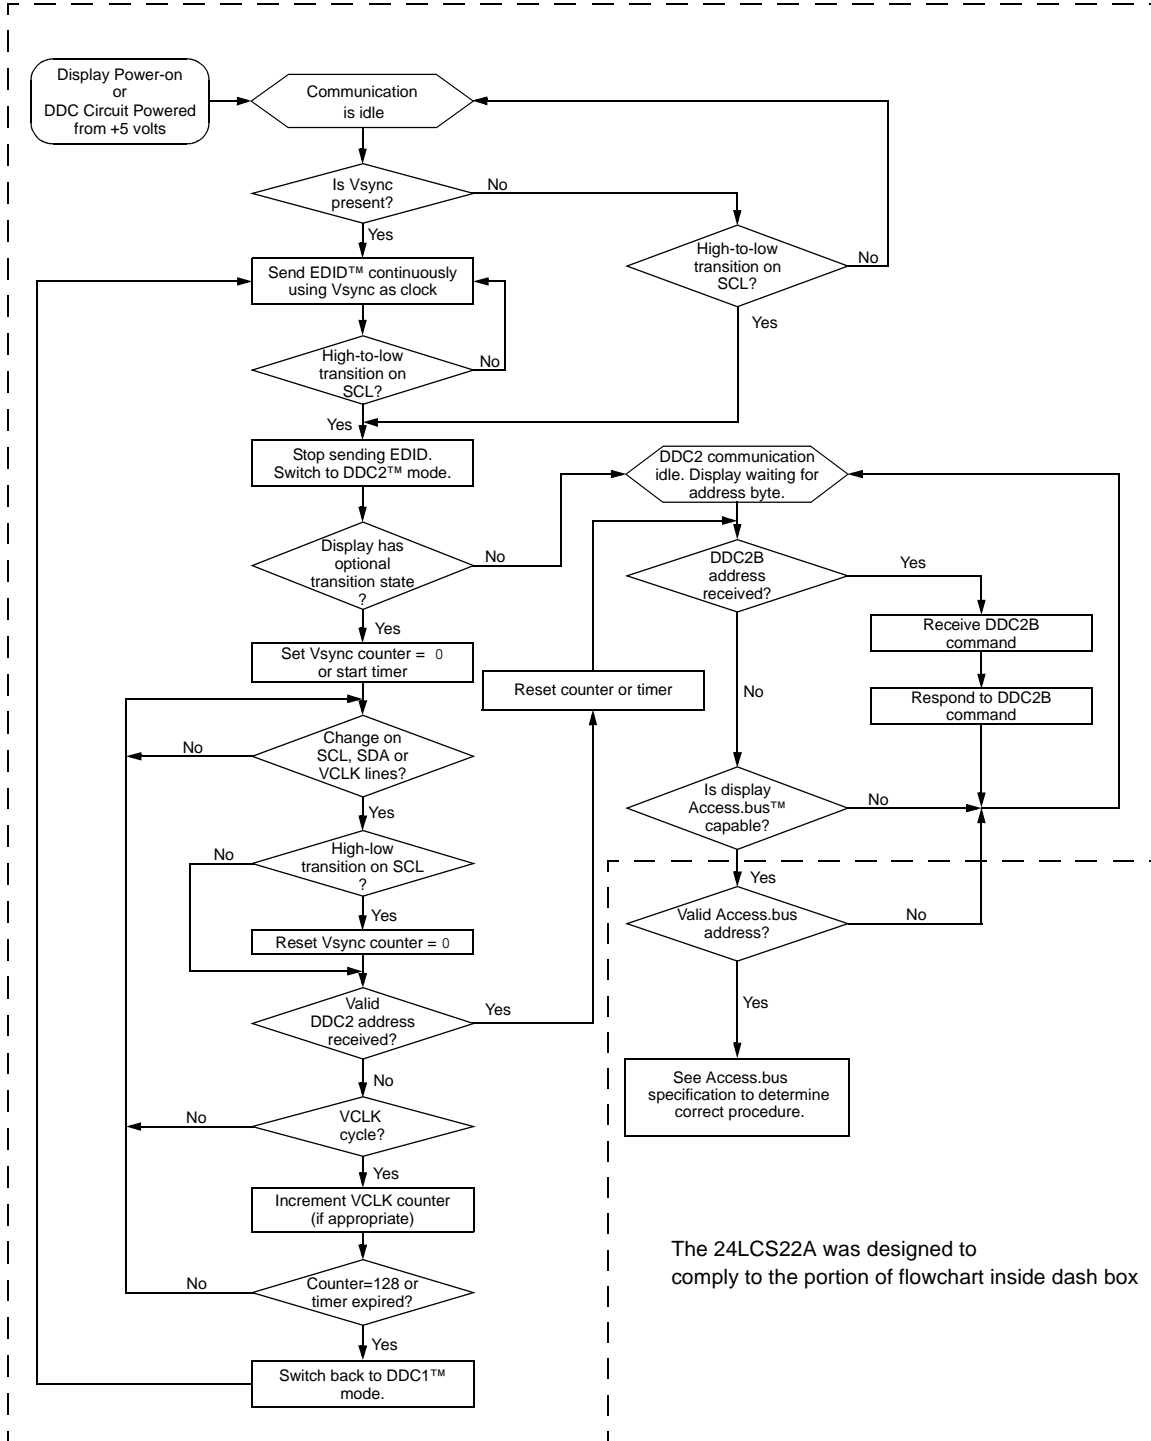 Display Power-on
or
DDC Circuit Powered
from +5 volts
Communication
is idle
Is Vsync
present?
No
Yes
High-to-low
transition on
SCL?
No
Yes
Send EDID™ continuously
using Vsync as clock
High-to-low
transition on
SCL?
No
Yes
Stop sending EDID.
Switch to DDC2™ mode.
Display has
optional
transition state
?
No
Yes
Set Vsync counter = 0
or start timer
Change on
SCL, SDA or
VCLK lines?
No
Yes
High-low
transition on SCL
?
No
Yes
Reset Vsync counter = 0
Valid
DDC2 address
received?
Yes
No
VCLK
cycle?
No
Yes
Increment VCLK counter
(if appropriate)
Counter=128 or
timer expired?
No
Yes
Switch back to DDC1™
mode.
Reset counter or timer
DDC2 communication
idle. Display waiting for
address byte.
DDC2B
address
received?
Yes
No
Receive DDC2B
command
Respond to DDC2B
command
Is display
Access.bus™
capable?
No
Yes
Valid Access.bus
address?
No
Yes
See Access.bus
specification to determine
correct procedure.
The 24LCS22A was designed to
comply to the portion of flowchart inside dash box